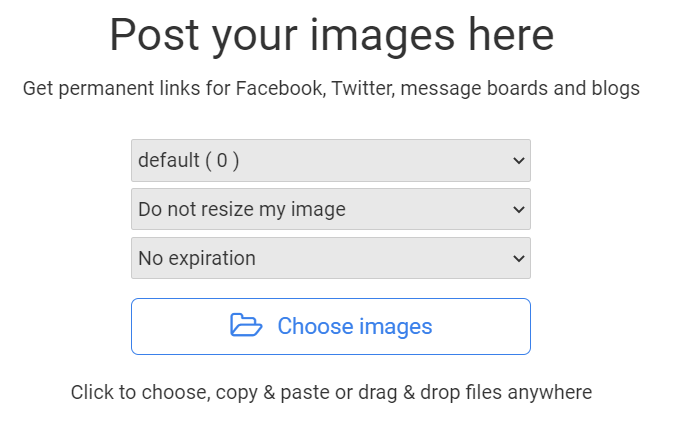 Post your images here
Get permanent links for Facebook, Twitter, message boards and blogs
default ( 0 )
Do not resize my image
No expiration
Choose images
Click to choose, copy & paste or drag & drop files anywhere